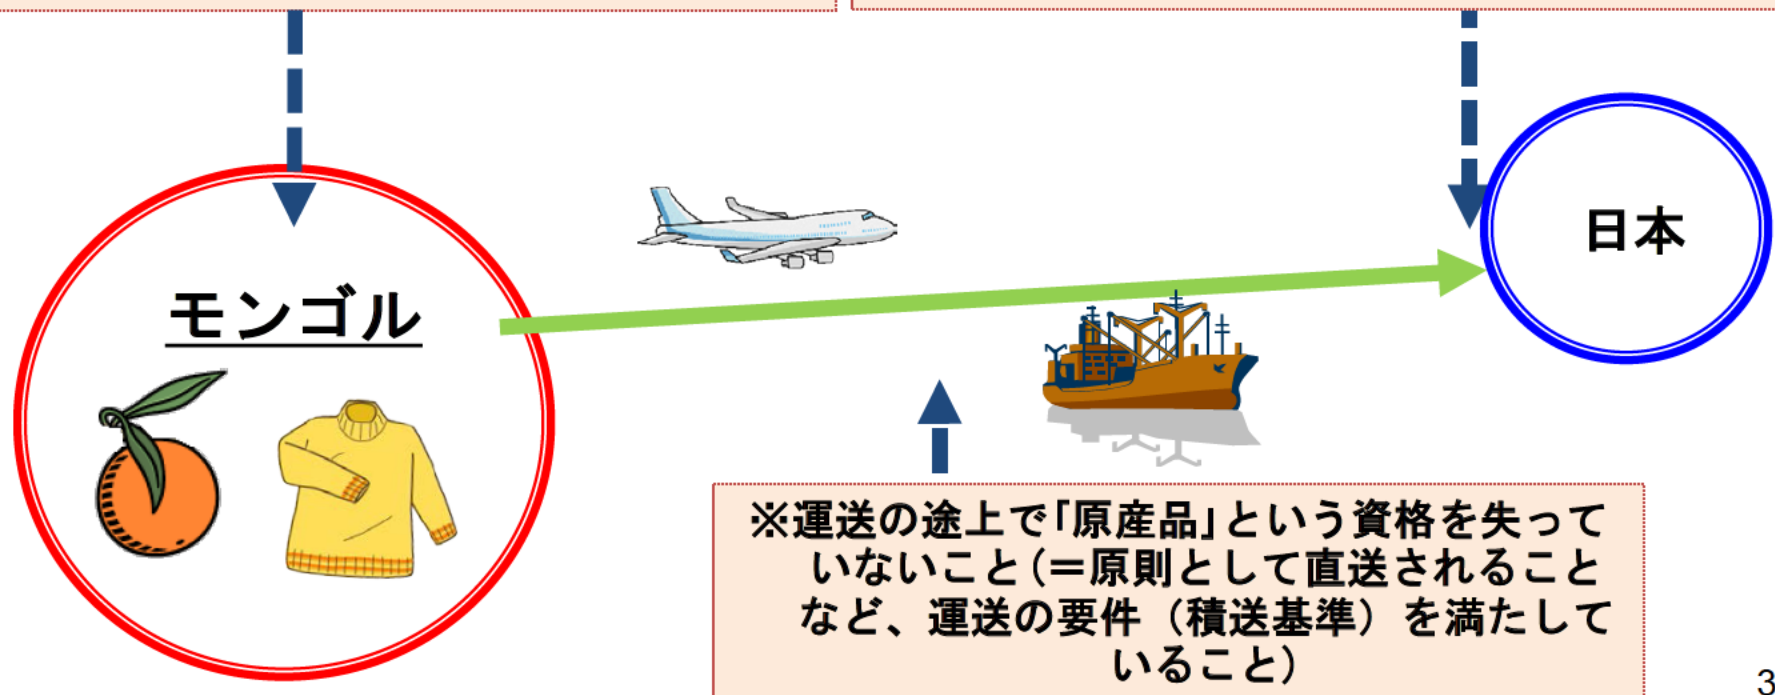 日本
モンゴル
※運送の途上で「原産品」という資格を失って
いないこと（＝原則として直送されること
など、運送の要件（積送基準）を満たして
いること）
3